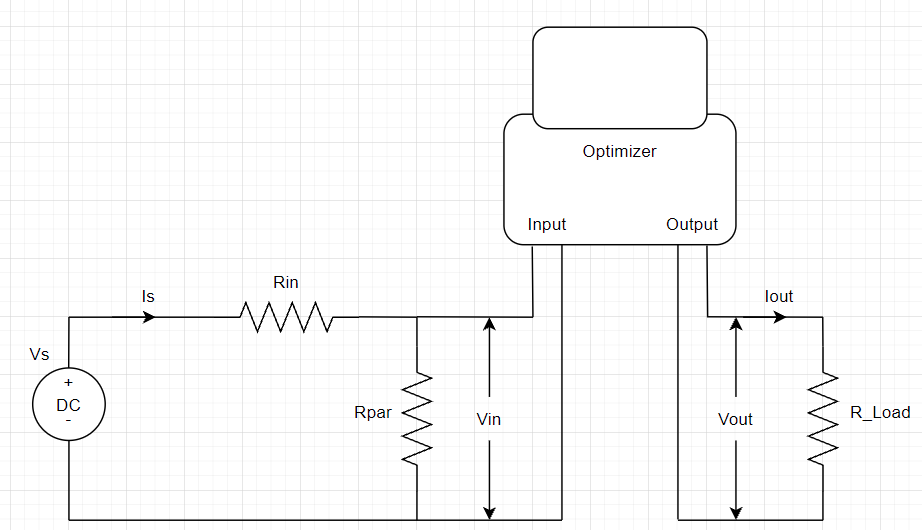 Optimizer
Input
Output
Rin
Is
Iout
Vs
+
DC
-
Rpar
Vin
Vout
R_Load